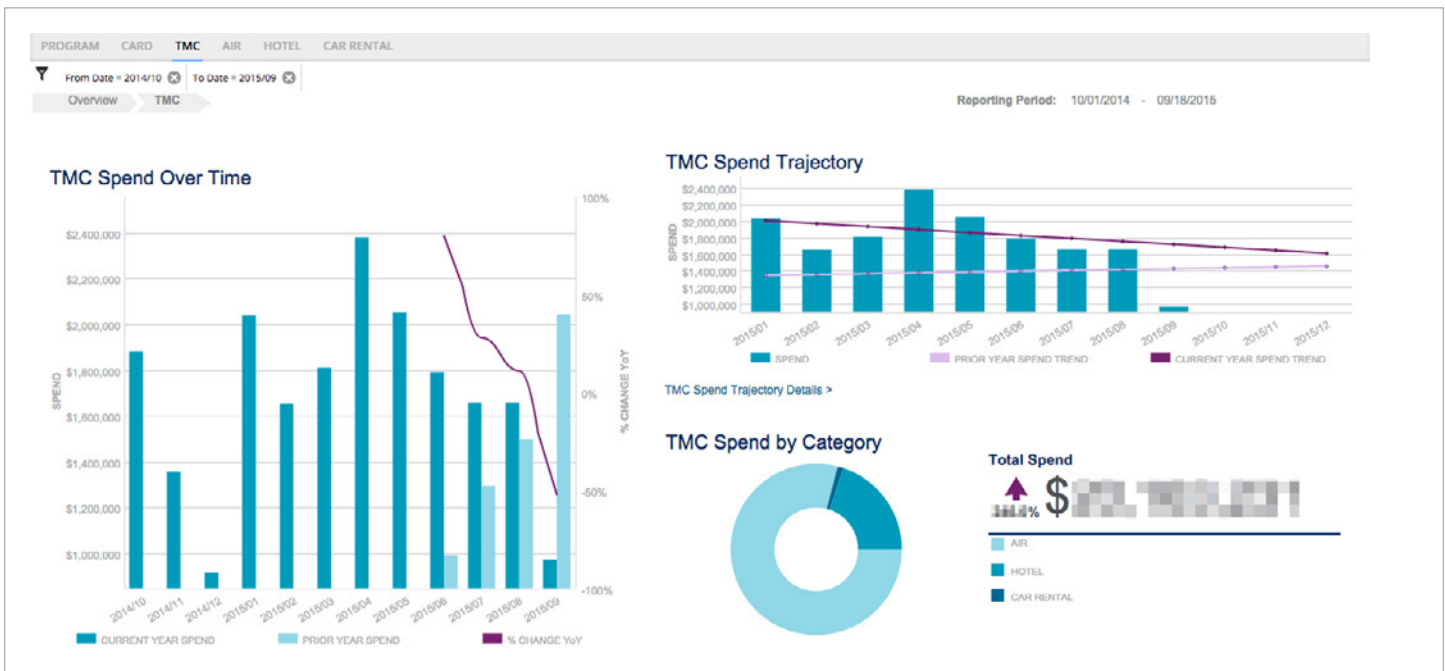 PROGRAM CARD TMC AIR HOTEL CAR RENTAL
From Date = 2014/10 To Date = 2015/09
Overview TMC
Reporting Period: 10/01/2014 - 09/18/2015
TMC Spend Over Time
100%
$2,400,000
$2,200,000
50%
$2,000,000
$1,800,000
0%
$1,600,000
$1,400,000
-50%
$1,200,000
$1,000,000
-100%
SPEND
% CHANGE YoY
2014/10 2014/11 2014/12 2015/01 2015/02 2015/03 2015/04 2015/05 2015/06 2015/07 2015/08 2015/09
CURRENT YEAR SPEND PRIOR YEAR SPEND % CHANGE YoY
TMC Spend Trajectory
$2,400,000
$2,200,000
$2,000,000
$1,800,000
$1,600,000
$1,400,000
$1,200,000
$1,000,000
SPEND
2015/01 2015/02 2015/03 2015/04 2015/05 2015/06 2015/07 2015/08 2015/09 2015/10 2015/11 2015/12
SPEND PRIOR YEAR SPEND TREND CURRENT YEAR SPEND TREND
TMC Spend Trajectory Details >
TMC Spend by Category
Total Spend
% $
AIR
HOTEL
CAR RENTAL